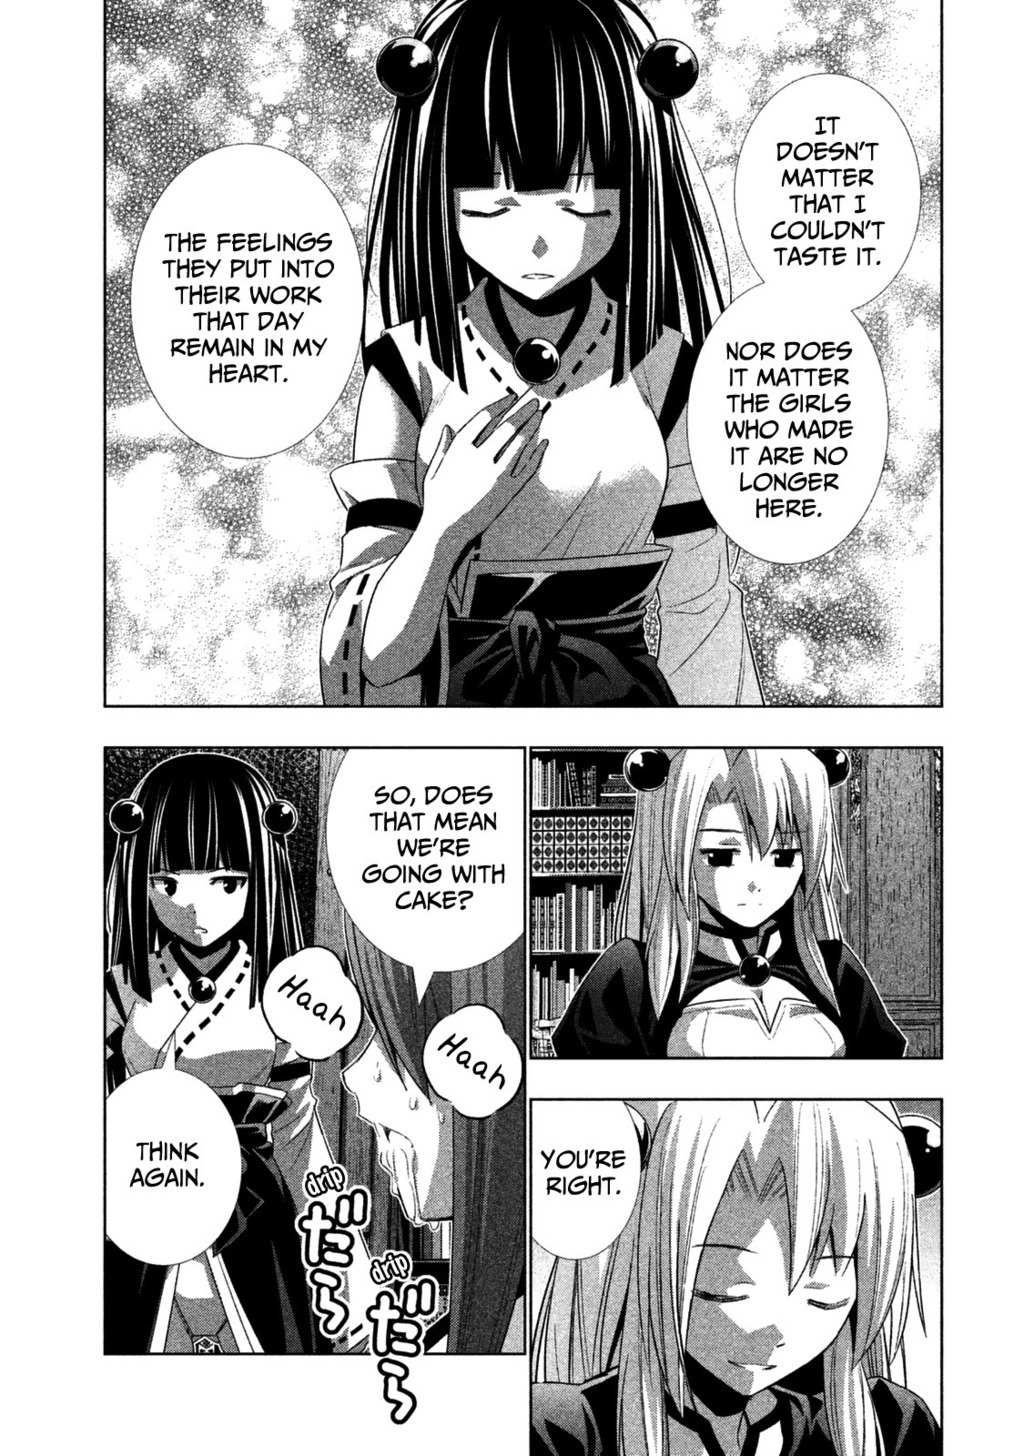 IT
DOESN'T
MATTER
THAT I
COULDN'T
TASTE IT.
NOR DOES
IT MATTER
THE GIRLS
WHO MADE
IT ARE NO
LONGER
HERE.
THE FEELINGS
THEY PUT INTO
THEIR WORK
THAT DAY
REMAIN IN MY
HEART.
YOU'RE
RIGHT.
SO, DOES
THAT MEAN
WE'RE
GOING WITH
CAKE?
Haah
Haah
THINK
AGAIN.
drip
だら
drip
だら